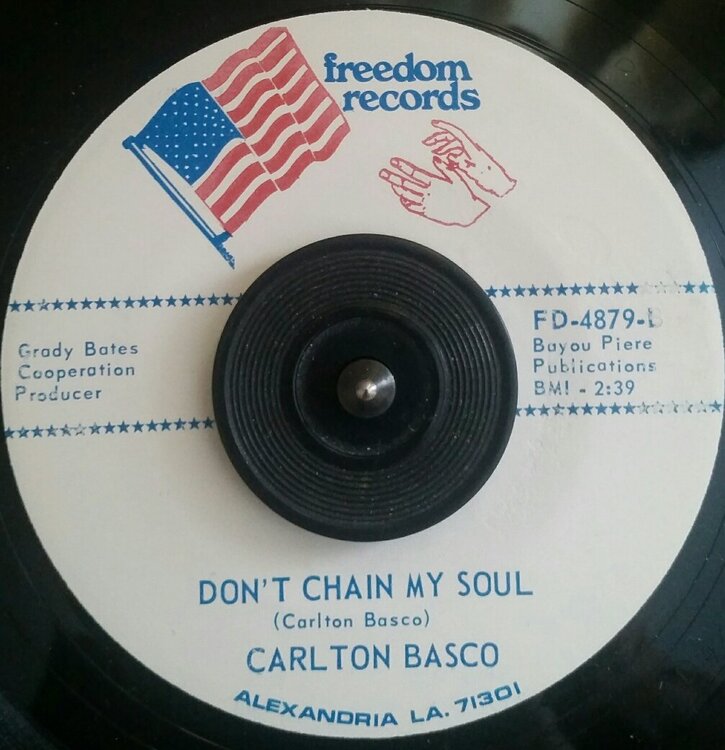 freedom
records
FD-4879-B
Grady Bates
Cooperation
Producer
Bayou Piere
Publications
BMI - 2:39
DON'T CHAIN MY SOUL
(Carlton Basco)
CARLTON BASCO
ALEXANDRIA LA. 71301